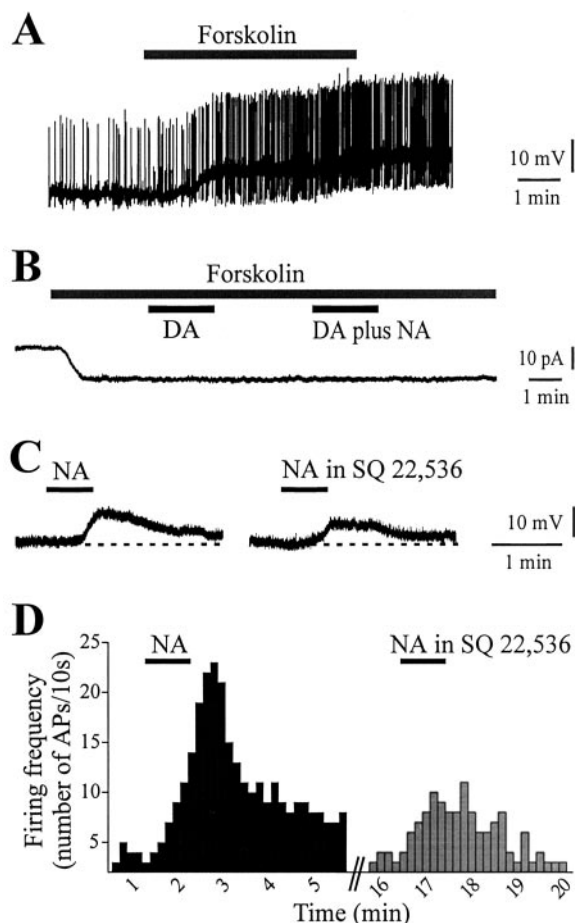 A
Forskolin
10 mV
1 min
B
Forskolin
DA
DA plus NA
10 pA
1 min
C
NA
NA in SQ 22,536
10 mV
1 min
D
NA
NA in SQ 22,536
Firing frequency
(number of APs/10s)
25
20
15
10
5
1 2 3 4 5 16 17 18 19 20
Time (min)